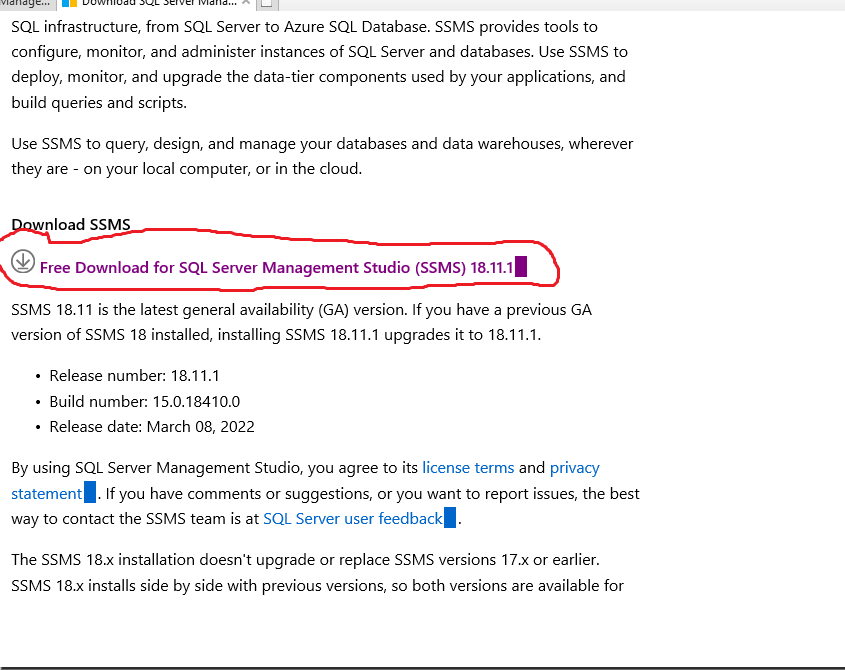 Manage...
Download SQL Server Mana...
SQL infrastructure, from SQL Server to Azure SQL Database. SSMS provides tools to
configure, monitor, and administer instances of SQL Server and databases. Use SSMS to
deploy, monitor, and upgrade the data-tier components used by your applications, and
build queries and scripts.
Use SSMS to query, design, and manage your databases and data warehouses, wherever
they are - on your local computer, or in the cloud.
Download SSMS
Free Download for SQL Server Management Studio (SSMS) 18.11.1
SSMS 18.11 is the latest general availability (GA) version. If you have a previous GA
version of SSMS 18 installed, installing SSMS 18.11.1 upgrades it to 18.11.1.
• Release number: 18.11.1
• Build number: 15.0.18410.0
• Release date: March 08, 2022
By using SQL Server Management Studio, you agree to its license terms and privacy
statement. If you have comments or suggestions, or you want to report issues, the best
way to contact the SSMS team is at SQL Server user feedback.
The SSMS 18.x installation doesn't upgrade or replace SSMS versions 17.x or earlier.
SSMS 18.x installs side by side with previous versions, so both versions are available for